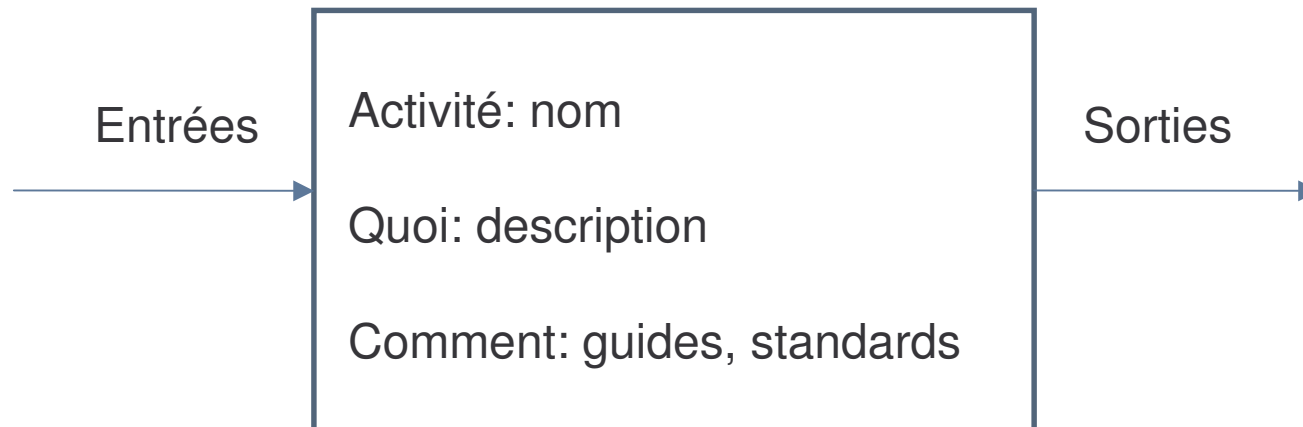 Entrées
Activité: nom
Quoi: description
Comment: guides, standards
Sorties